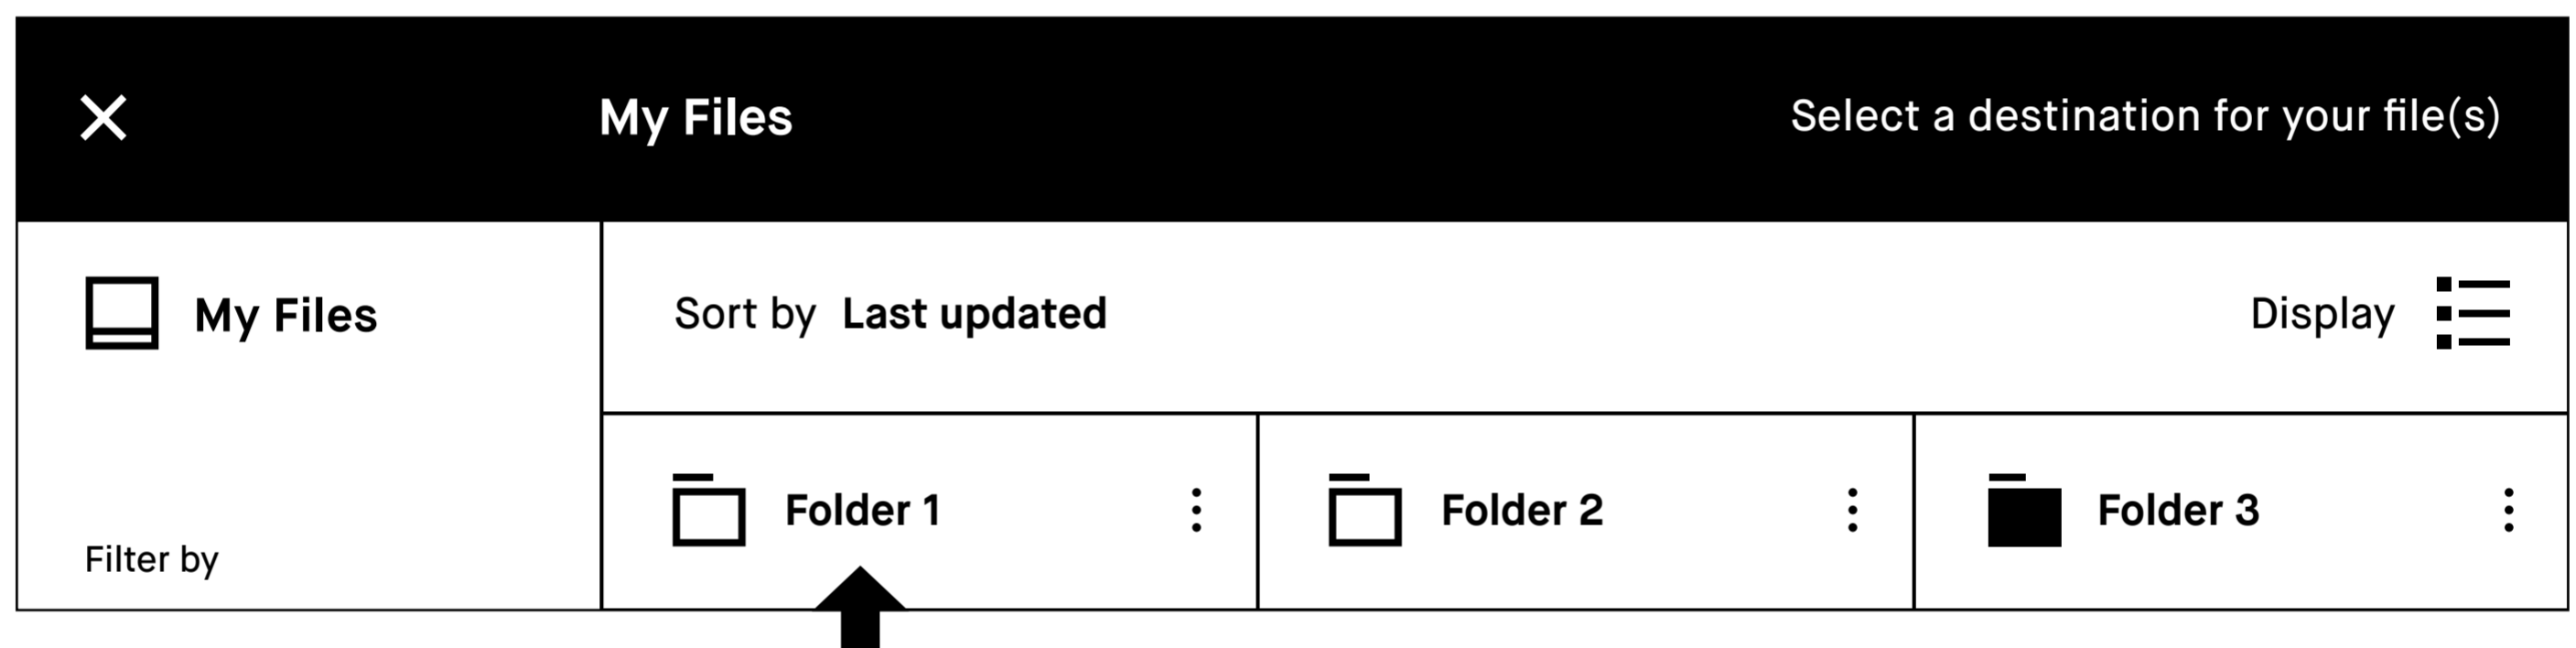 My Files
Select a destination for your file(s)
My Files
Sort by Last updated
Display
Folder 1
Folder 2
Folder 3
Filter by